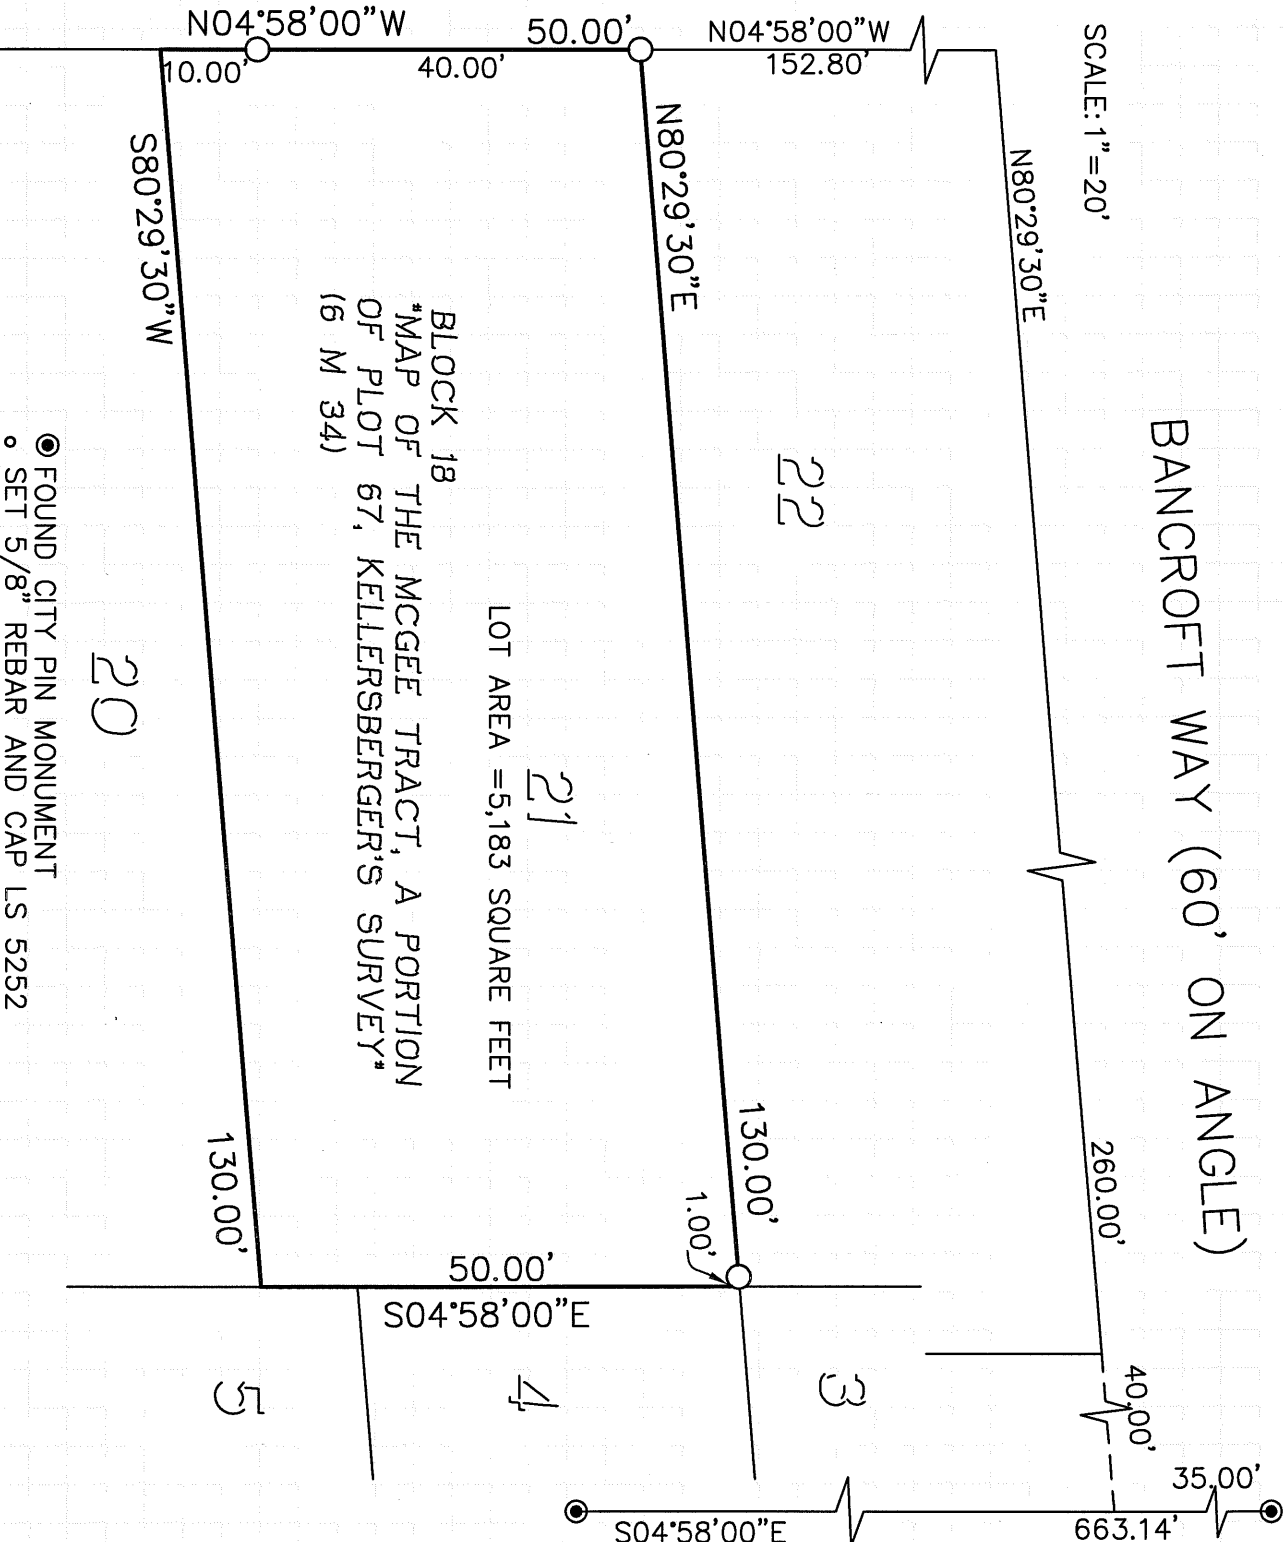 N04°58'00"W
50.00'
N04°58'00"W
10.00'
40.00'
152.80'
SCALE: 1"=20'
N80°29'30"E
BANCROFT WAY (60' ON ANGLE)
260.00'
40.00'
35.00'
663.14'
S04°58'00"E
22
N80°29'30"E
130.00'
1.00'
21
LOT AREA =5,183 SQUARE FEET
BLOCK 18
"MAP OF THE MCGEE TRACT, A PORTION
OF PLOT 67, KELLERSBERGER'S SURVEY"
(6 M 34)
S80°29'30"W
130.00'
50.00'
S04°58'00"E
3
4
5
20
FOUND CITY PIN MONUMENT
SET 5/8" REBAR AND CAP LS 5252